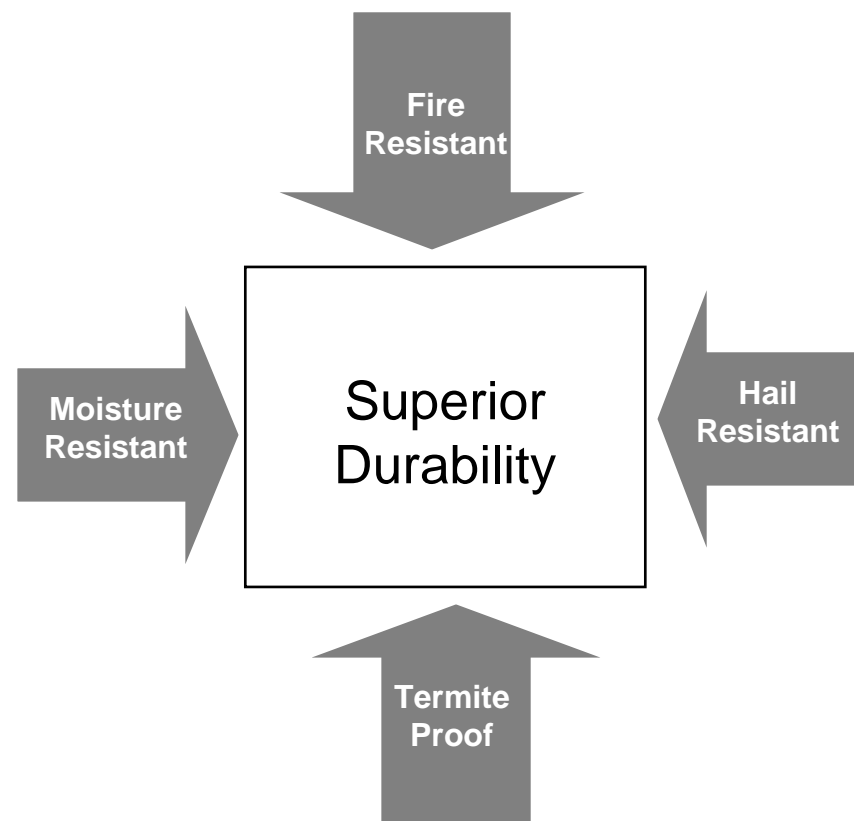 Fire
Resistant
Moisture
Resistant
Superior
Durability
Hail
Resistant
Termite
Proof